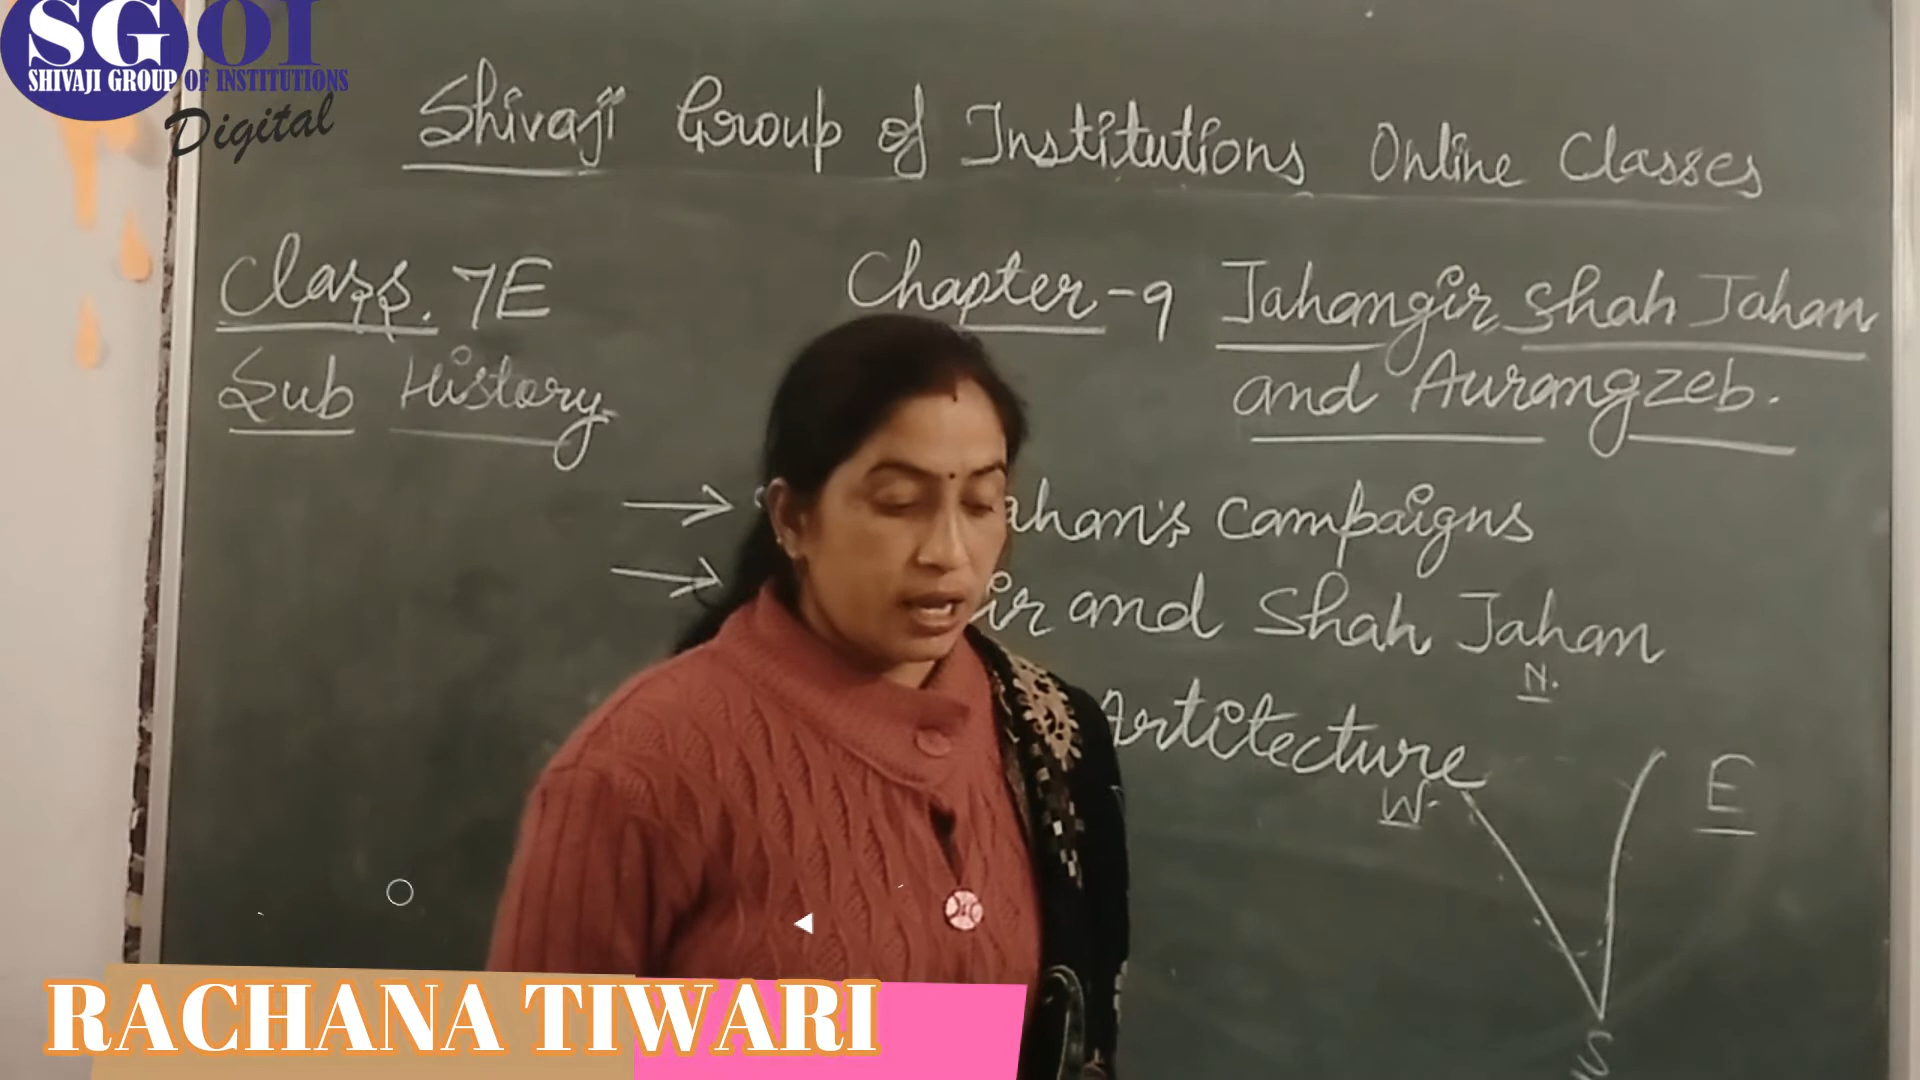 SGOI
SHIVAJI GROUP OF INSTITUTIONS
Digital
Shivaji Group of Institutions Online Classes
Class. 7E
Sub History
Chapter-9 Jahangir, Shah Jahan
and Aurangzeb.
→ ahan's Campaigns
→ ir and Shah Jahan
Artitecture
N.
W.
E
S
RACHANA TIWARI